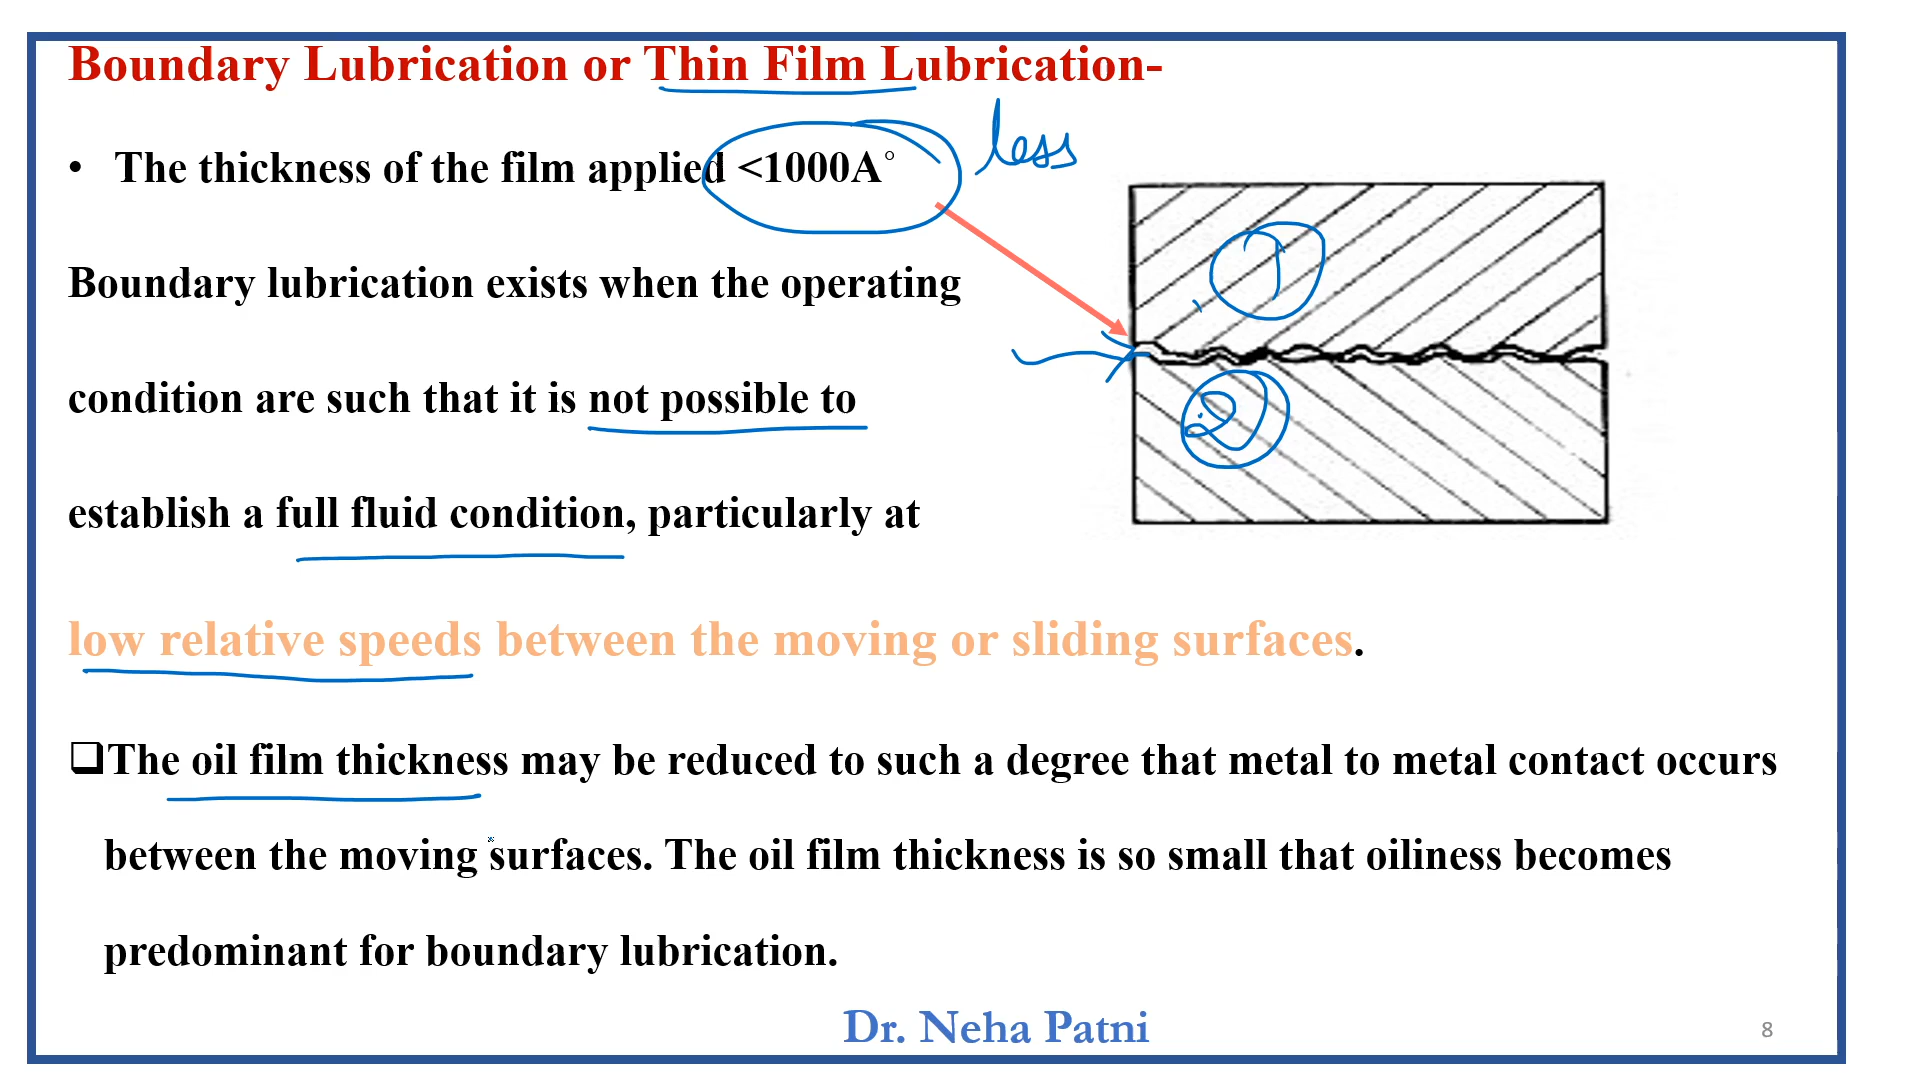 Boundary Lubrication or Thin Film Lubrication-
• The thickness of the film applied <1000A° less
Boundary lubrication exists when the operating
condition are such that it is not possible to
establish a full fluid condition, particularly at
low relative speeds between the moving or sliding surfaces.
❑The oil film thickness may be reduced to such a degree that metal to metal contact occurs
between the moving surfaces. The oil film thickness is so small that oiliness becomes
predominant for boundary lubrication.
1
2
Dr. Neha Patni
8